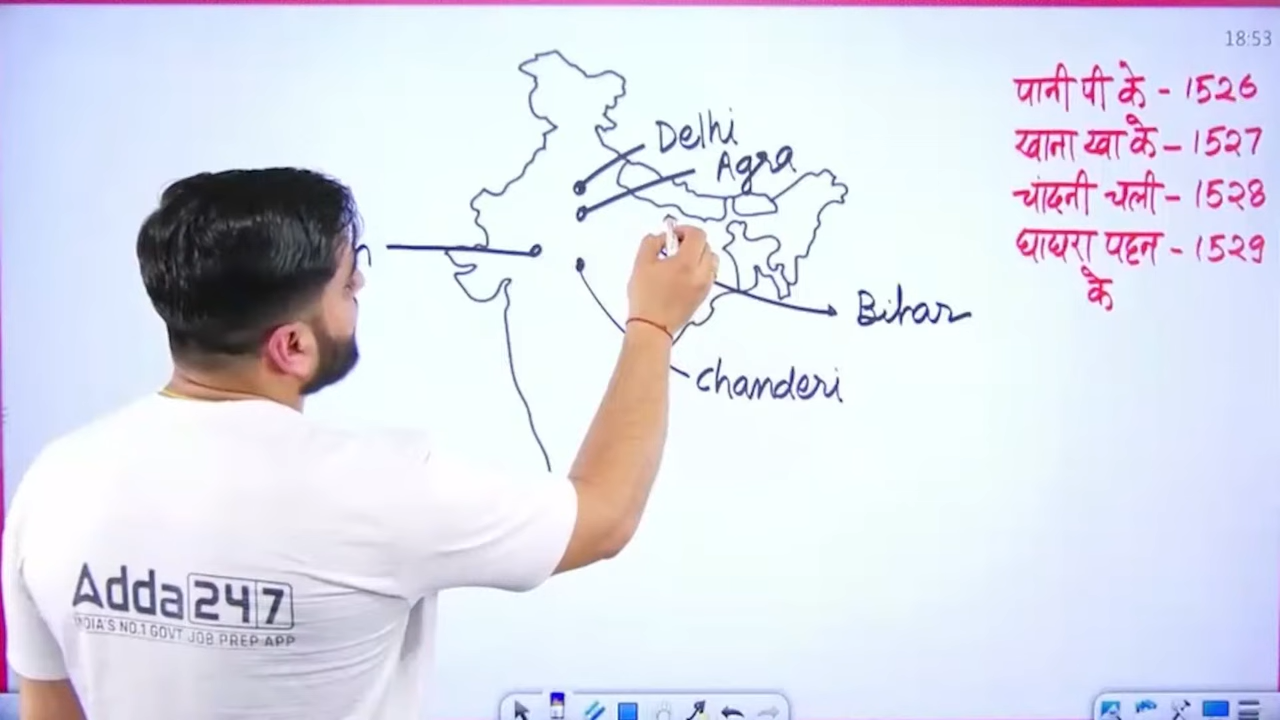 18:53
पानी पी के - 1526
खाना खा के - 1527
चांदनी चली - 1528
घाघरा पहन - 1529
के
Delhi
Agra
Bihar
Chanderi
Adda247
INDIA'S NO.1 GOVT JOB PREP APP